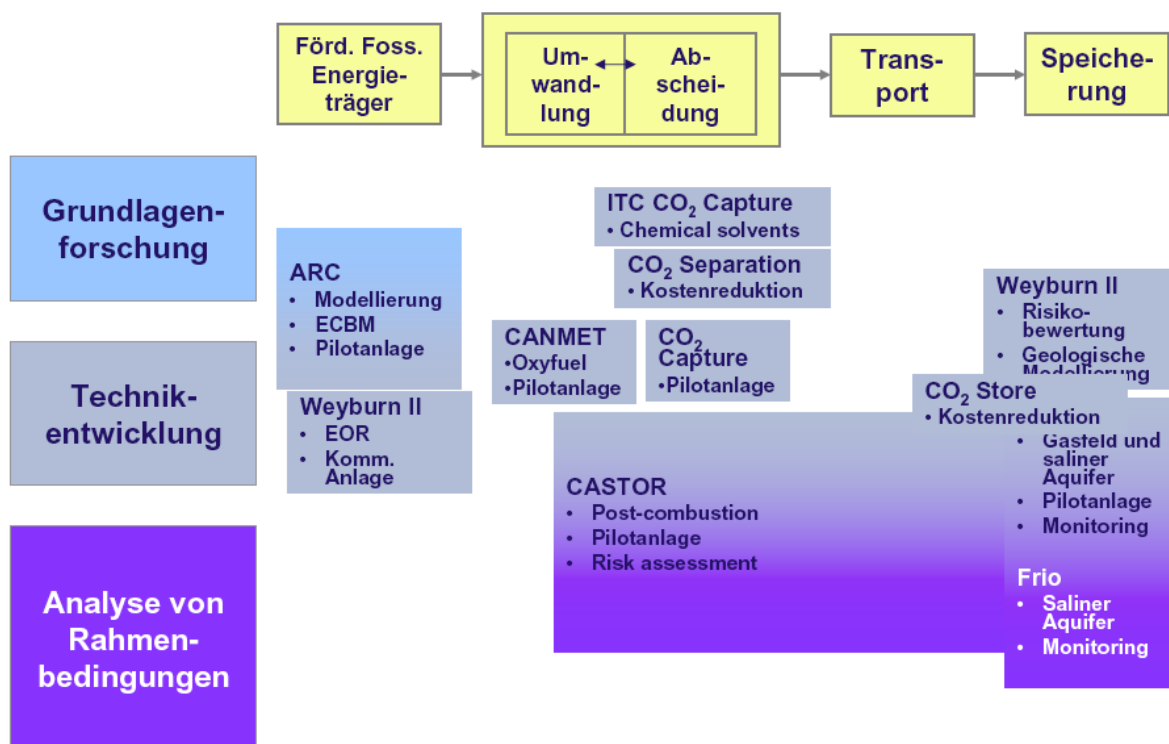 Förd. Foss.
Energie-
träger
Um-
wand-
lung
Ab-
schei-
dung
Trans-
port
Speiche-
rung
Grundlagen-
forschung
Technik-
entwicklung
Analyse von
Rahmen-
bedingungen
ARC
• Modellierung
• ECBM
• Pilotanlage
Weyburn II
• EOR
• Komm.
Anlage
ITC CO₂ Capture
• Chemical solvents
CO₂ Separation
• Kostenreduktion
CANMET
•Oxyfuel
•Pilotanlage
CO₂
Capture
•Pilotanlage
CASTOR
• Post-combustion
• Pilotanlage
• Risk assessment
Weyburn II
• Risiko-
bewertung
• Geologische
Modellierung
CO₂ Store
• Kostenreduktion
• Gasfeld und
saliner
Aquifer
• Pilotanlage
• Monitoring
Frio
• Saliner
Aquifer
• Monitoring